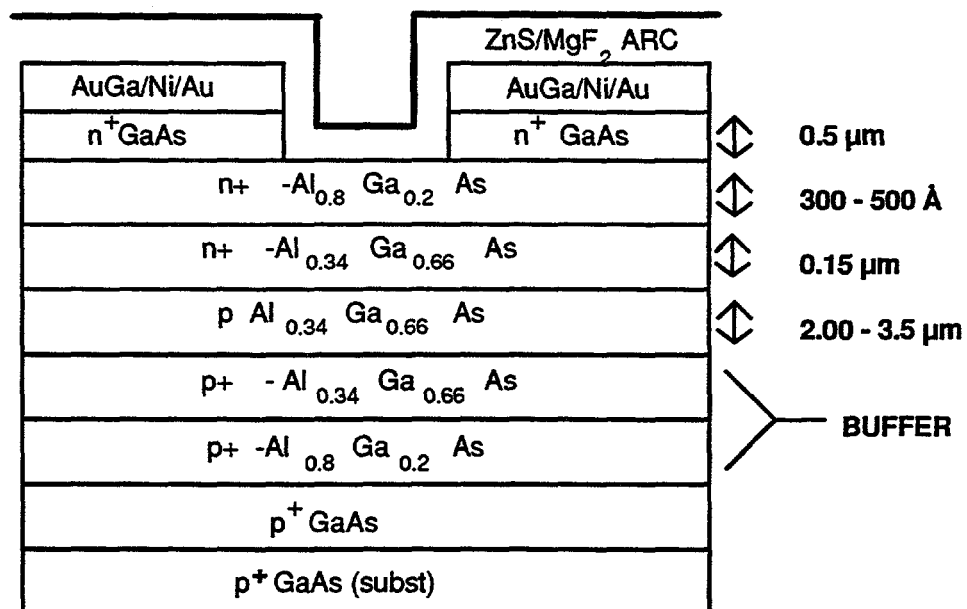 ZnS/MgF2 ARC
AuGa/Ni/Au AuGa/Ni/Au
n+ GaAs n+ GaAs 0.5 µm
n+ -Al0.8 Ga0.2 As 300 - 500 Å
n+ -Al0.34 Ga0.66 As 0.15 µm
p Al0.34 Ga0.66 As 2.00 - 3.5 µm
p+ - Al0.34 Ga0.66 As
BUFFER
p+ -Al0.8 Ga0.2 As
p+ GaAs
p+ GaAs (subst)